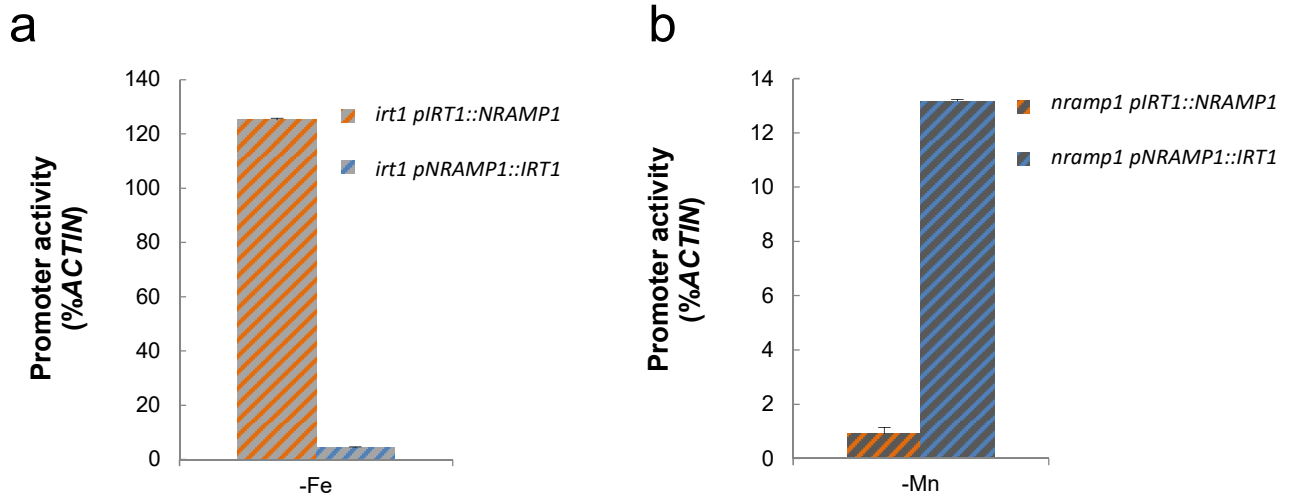 a
Promoter activity
(%ACTIN)
140
120
100
80
60
40
20
0
irt1 pIRT1::NRAMP1
irt1 pNRAMP1::IRT1
-Fe
b
Promoter activity
(%ACTIN)
14
12
10
8
6
4
2
0
nramp1 pIRT1::NRAMP1
nramp1 pNRAMP1::IRT1
-Mn